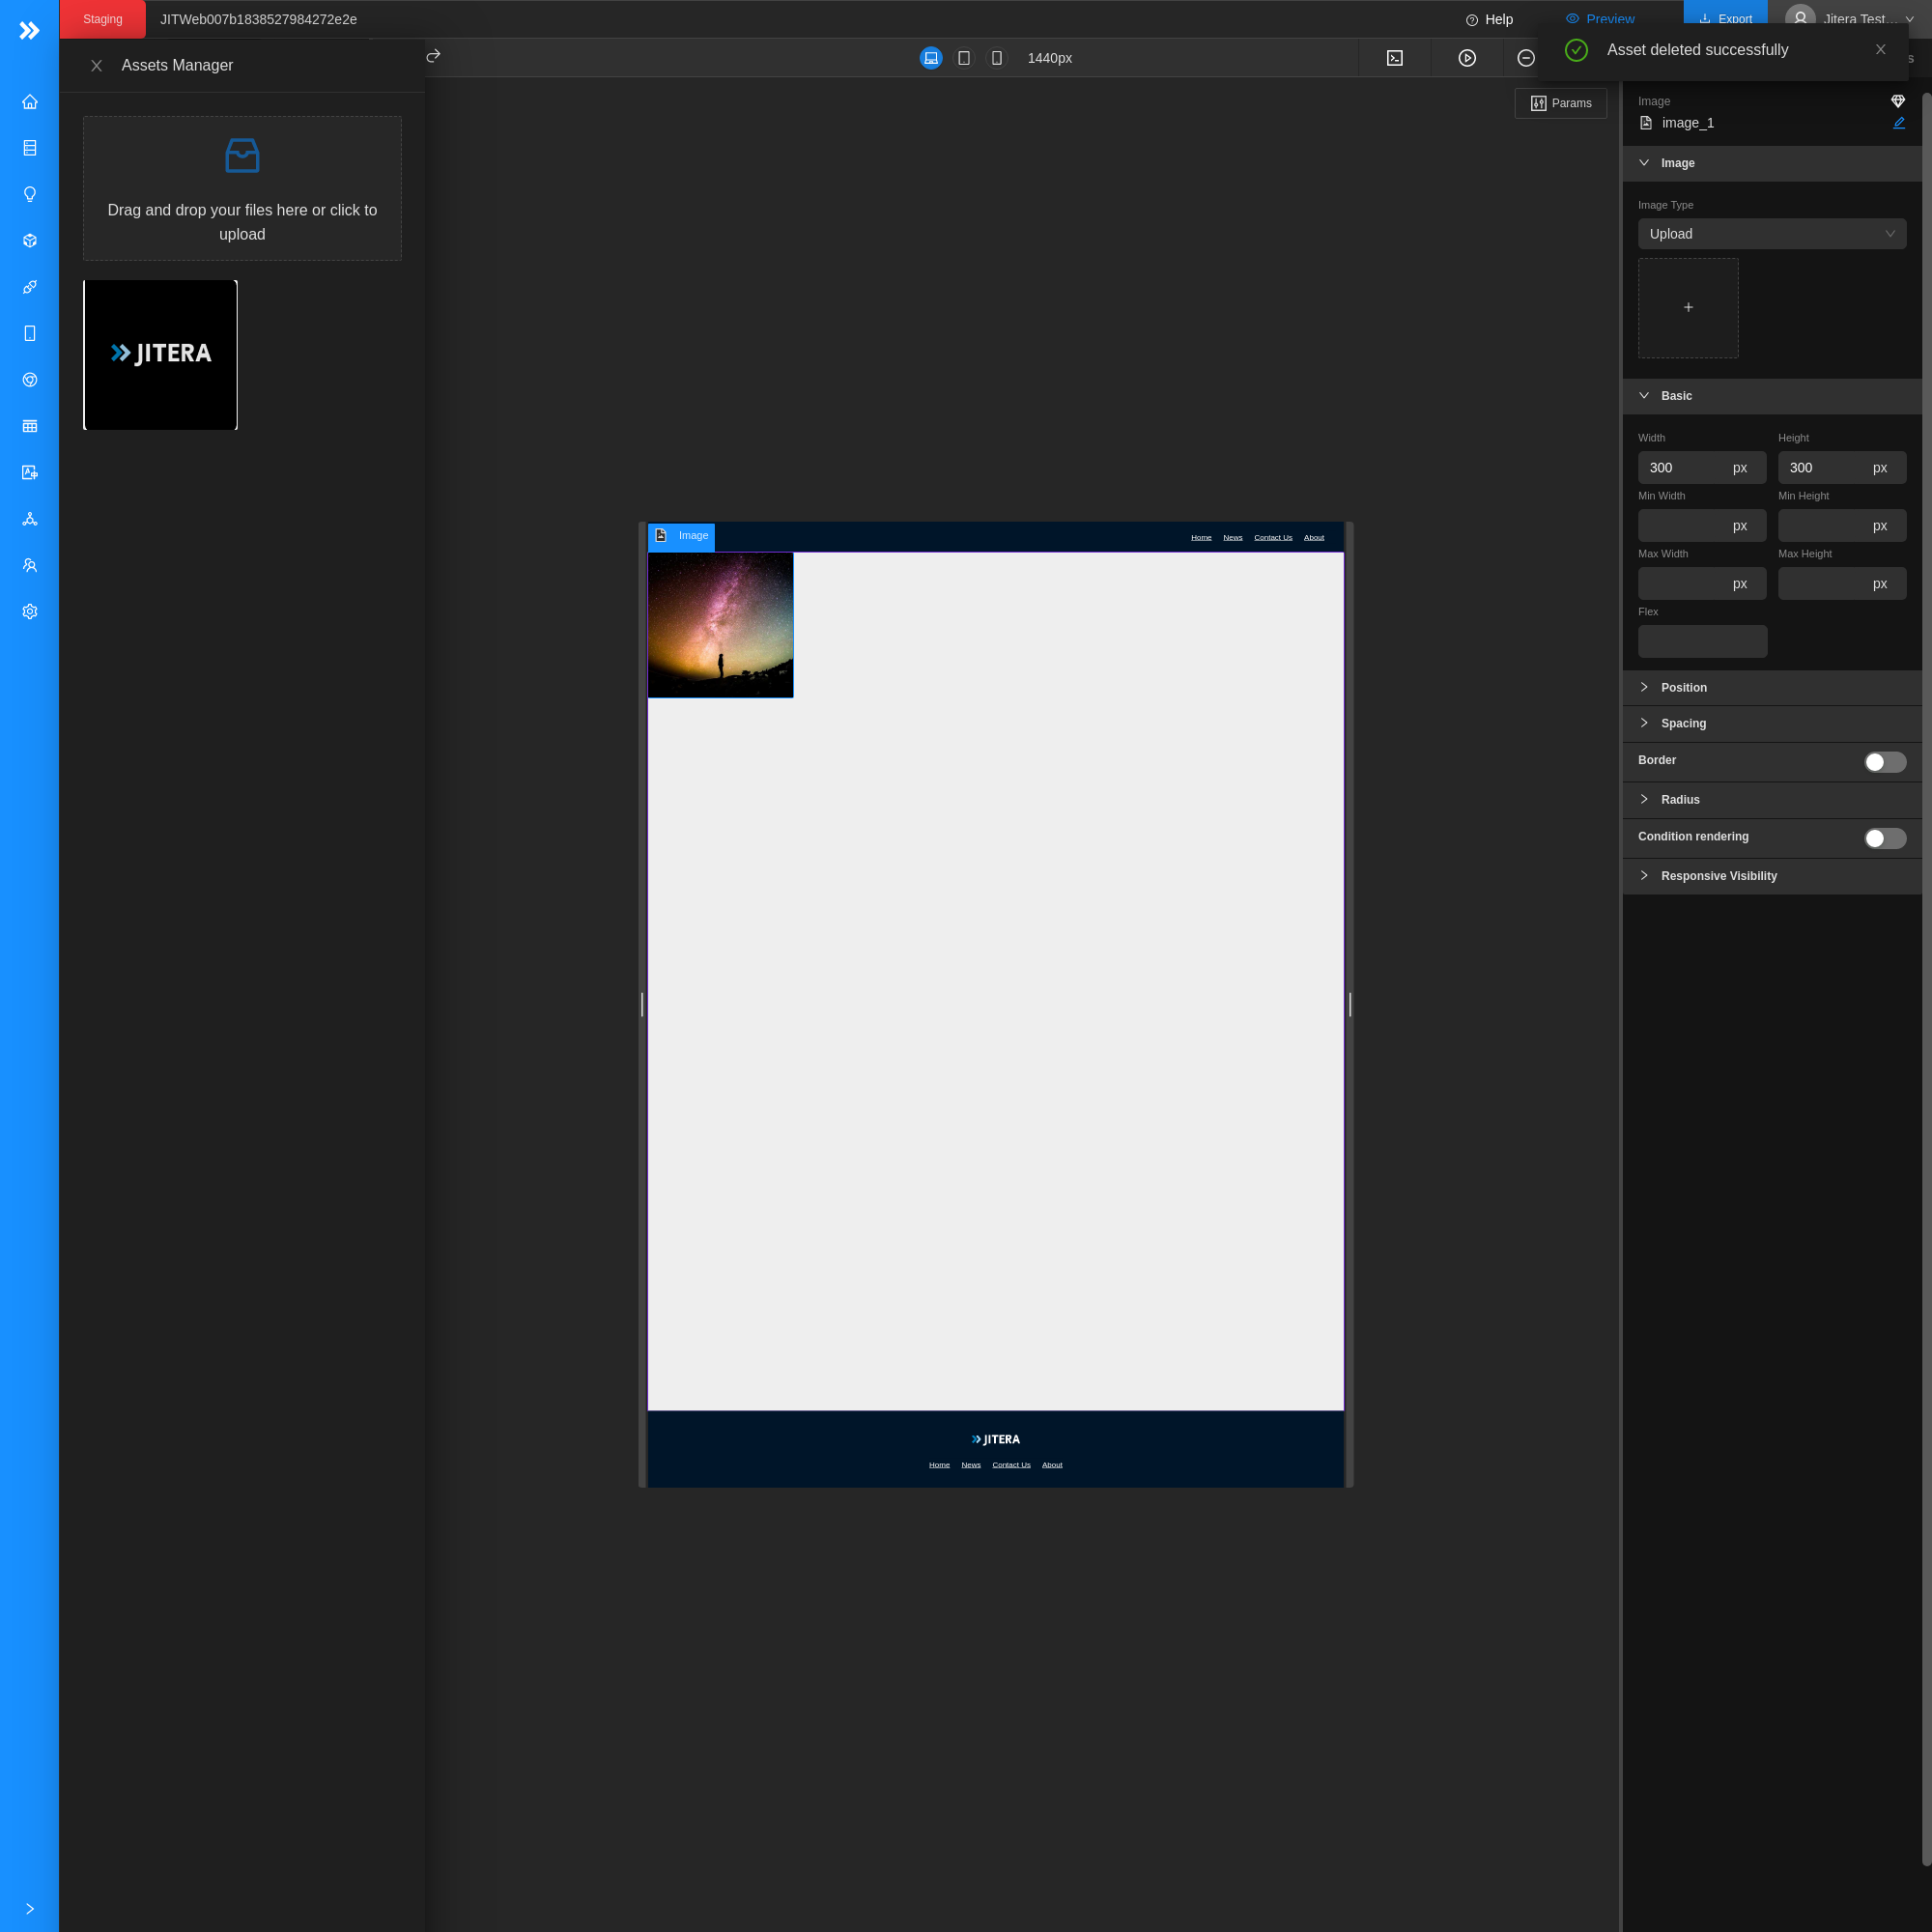 Staging
JITWeb007b1838527984272e2e
Help
Preview
Export
Jitera Test...
Asset deleted successfully
s
Assets Manager
1440px
Params
Drag and drop your files here or click to
upload
JITERA
Image
image_1
Image
Image Type
Upload
Basic
Width
Height
300 px
300 px
Min Width
Min Height
px
px
Max Width
Max Height
px
px
Flex
Position
Spacing
Border
Radius
Condition rendering
Responsive Visibility
Image
Home
News
Contact Us
About
JITERA
Home
News
Contact Us
About